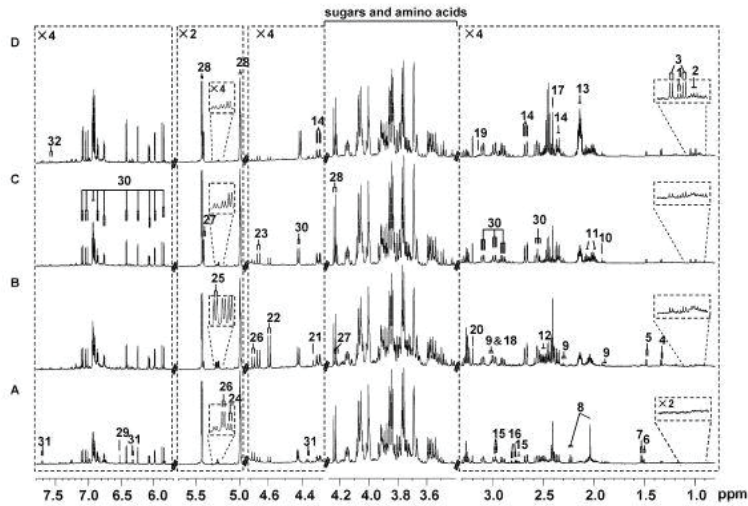 sugars and amino acids
D ×4 ×2 ×4 ×4
28 28 ×4 3 1 2
17 13
32 14 19 14 14
C
30 27 23 30 28 30 30 11 10
B
25 22 26 21 27 20 9 & 18 12 9 9 5 4
A
26 24 ×2
31 29 31 31 15 16 15 8 7 6
7.5 7.0 6.5 6.0 5.5 5.0 4.6 4.4 4.2 4.0 3.8 3.6 3.0 2.5 2.0 1.5 1.0 ppm